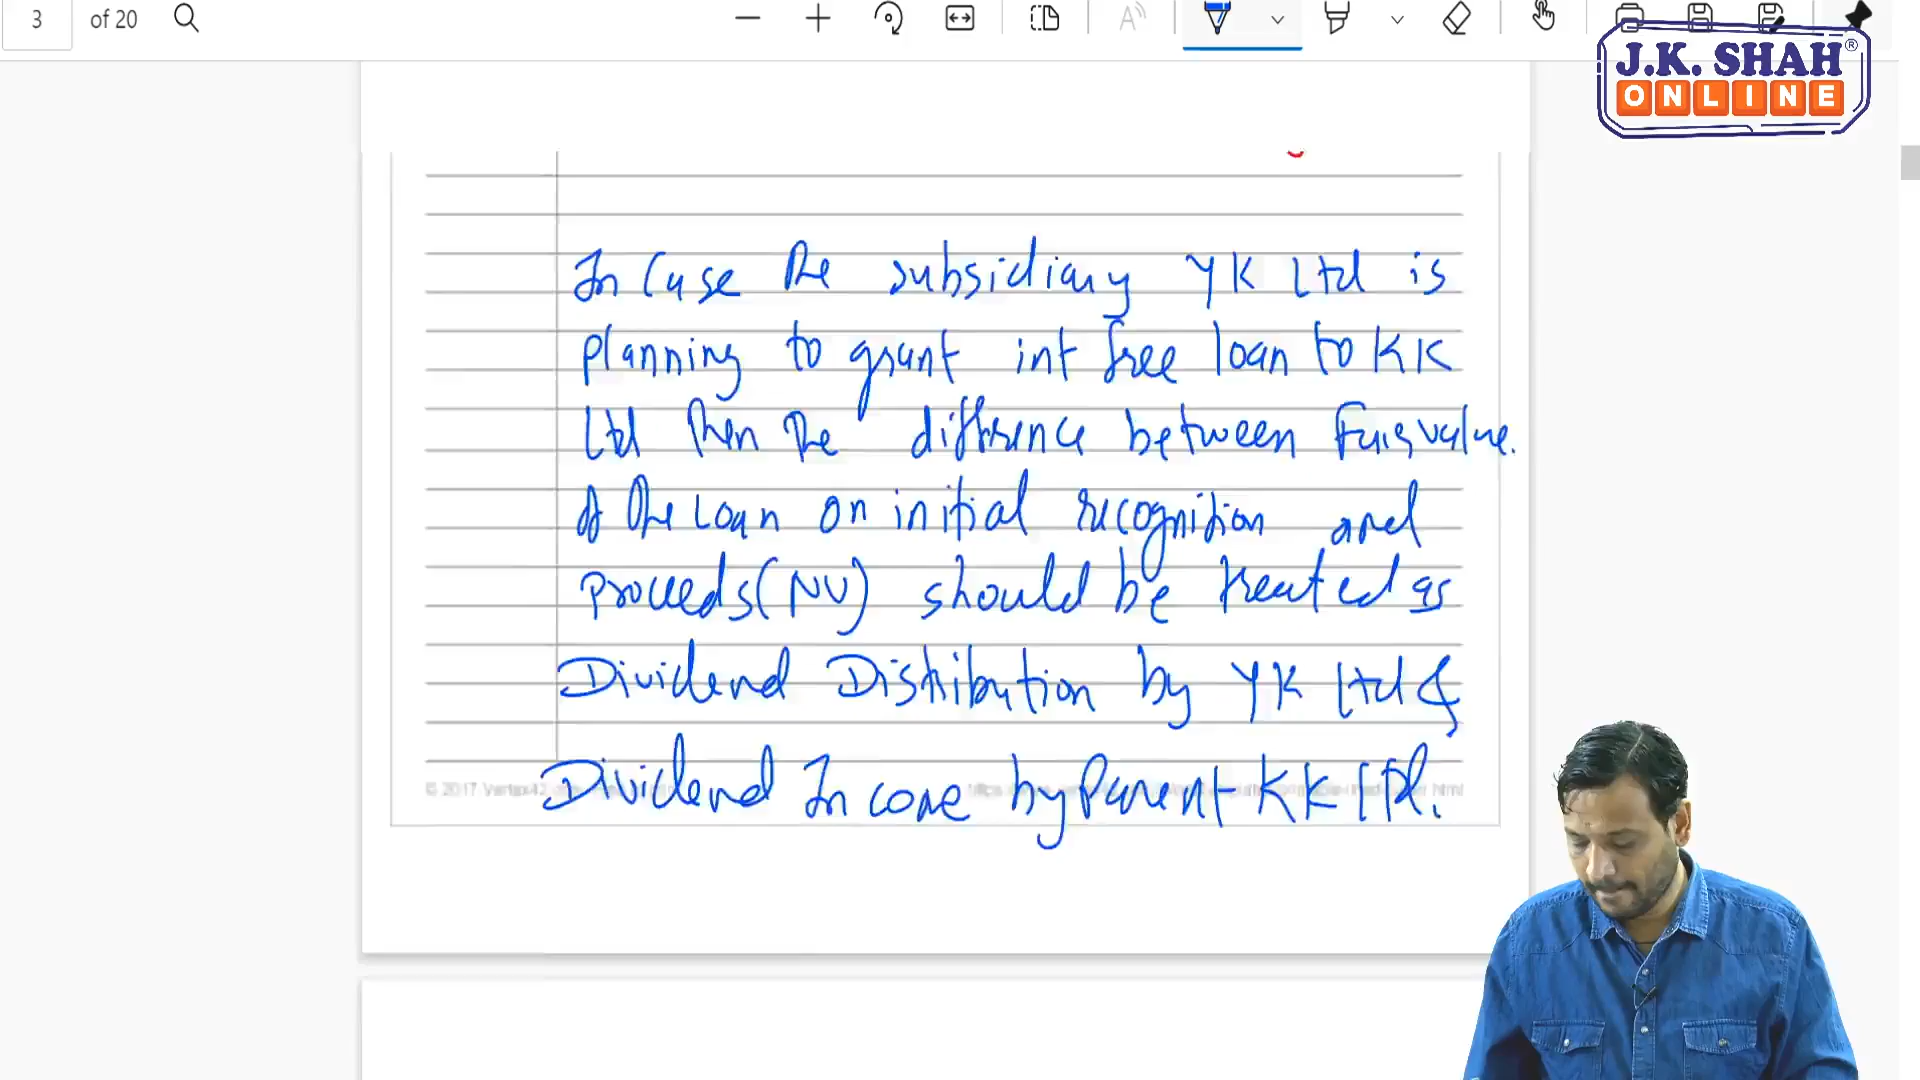 3 of 20
J.K. SHAH ®
ONLINE
In Case the subsidiary YK Ltd is
planning to grant int free loan to KK
Ltd then the difference between Fair value.
of the Loan on initial recognition and
proceeds (NV) should be treated as
Dividend Distribution by YK Ltd &
Dividend Income by Parent KK Ltd.
© 2017 Vertex42